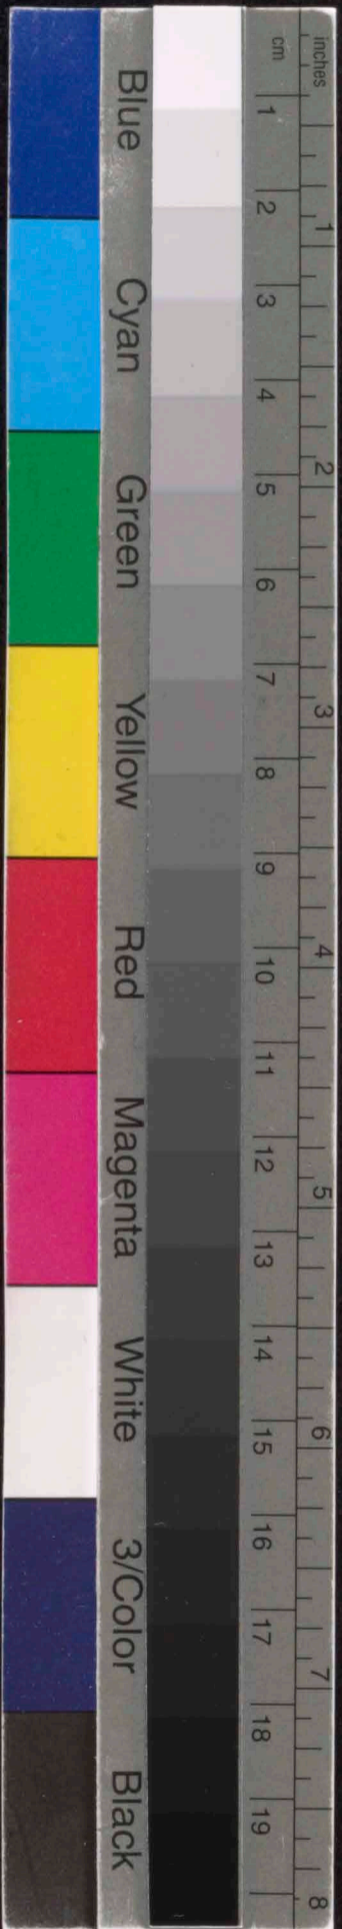 Blue
Cyan
Green
Yellow
Red
Magenta
White
3/Color
Black
cm
1
2
3
4
5
6
7
8
9
10
11
12
13
14
15
16
17
18
19
inches
1
2
3
4
5
6
7
8